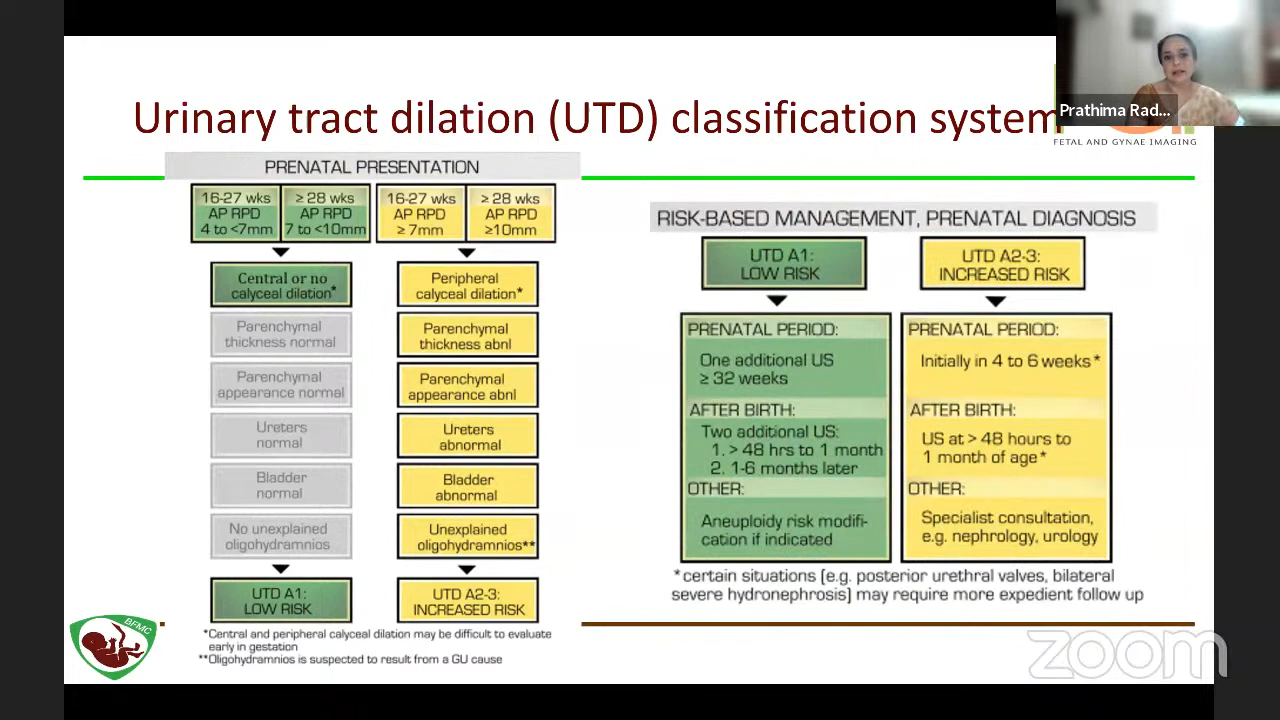 Urinary tract dilation (UTD) classification system
Prathima Rad...
FETAL AND GYNAE IMAGING
PRENATAL PRESENTATION
16-27 wks
AP RPD
4 to <7mm
≥ 28 wks
AP RPD
7 to <10mm
16-27 wks
AP RPD
≥ 7mm
≥ 28 wks
AP RPD
≥10mm
Central or no
calyceal dilation*
Parenchymal
thickness normal
Parenchymal
appearance normal
Ureters
normal
Bladder
normal
No unexplained
oligohydramnios
UTD A1:
LOW RISK
Peripheral
calyceal dilation*
Parenchymal
thickness abnl
Parenchymal
appearance abnl
Ureters
abnormal
Bladder
abnormal
Unexplained
oligohydramnios**
UTD A2-3:
INCREASED RISK
*Central and peripheral calyceal dilation may be difficult to evaluate
early in gestation
**Oligohydramnios is suspected to result from a GU cause
RISK-BASED MANAGEMENT, PRENATAL DIAGNOSIS
UTD A1:
LOW RISK
PRENATAL PERIOD:
One additional US
≥ 32 weeks
AFTER BIRTH:
Two additional US:
1. > 48 hrs to 1 month
2. 1-6 months later
OTHER:
Aneuploidy risk modifi-
cation if indicated
UTD A2-3:
INCREASED RISK
PRENATAL PERIOD:
Initially in 4 to 6 weeks*
AFTER BIRTH:
US at > 48 hours to
1 month of age*
OTHER:
Specialist consultation,
e.g. nephrology, urology
*certain situations (e.g. posterior urethral valves, bilateral
severe hydronephrosis) may require more expedient follow up
BFMC
zoom